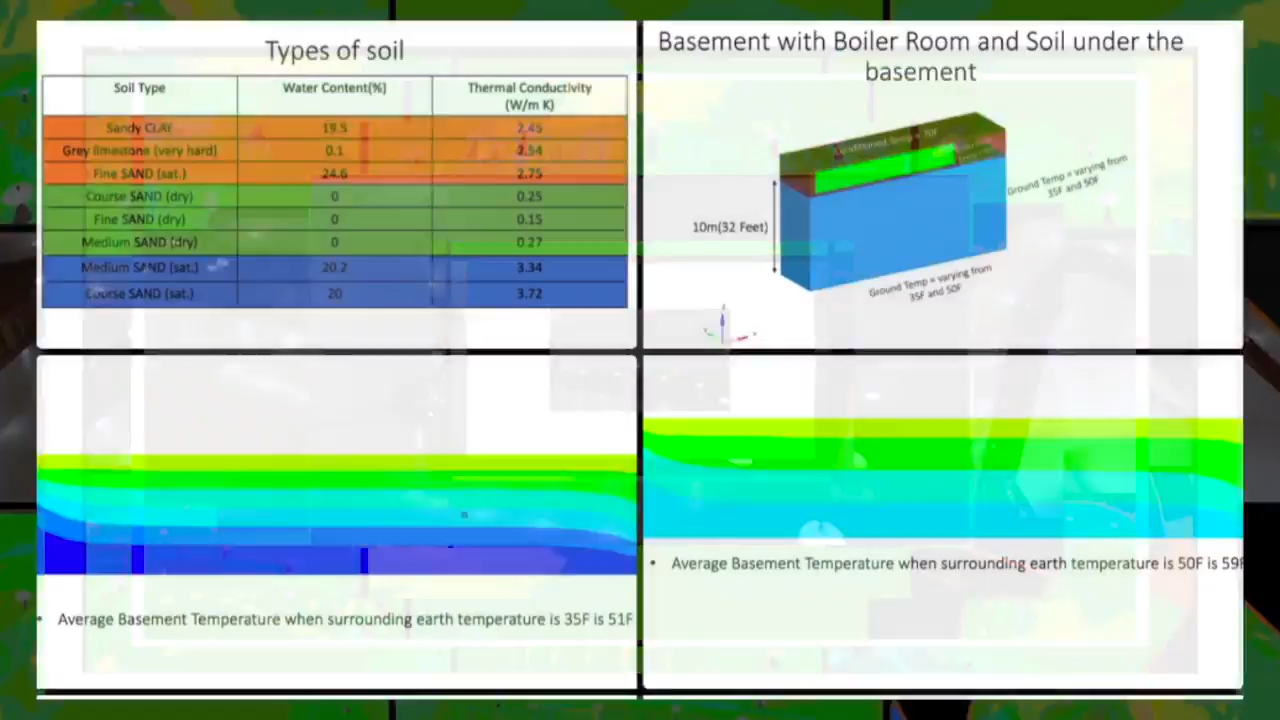 Types of soil
Soil Type Water Content(%) Thermal Conductivity (W/m K)
Sandy CLAY 19.5 2.45
Grey limestone (very hard) 0.1 2.54
Fine SAND (sat.) 24.6 2.75
Course SAND (dry) 0 0.25
Fine SAND (dry) 0 0.15
Medium SAND (dry) 0 0.27
Medium SAND (sat.) 20.2 3.34
Course SAND (sat.) 20 3.72
Basement with Boiler Room and Soil under the
basement
Conditioned Temp = 70F
Ground Temp = varying from
35F and 50F
10m(32 Feet)
Ground Temp = varying from
35F and 50F
• Average Basement Temperature when surrounding earth temperature is 35F is 51F
• Average Basement Temperature when surrounding earth temperature is 50F is 59F